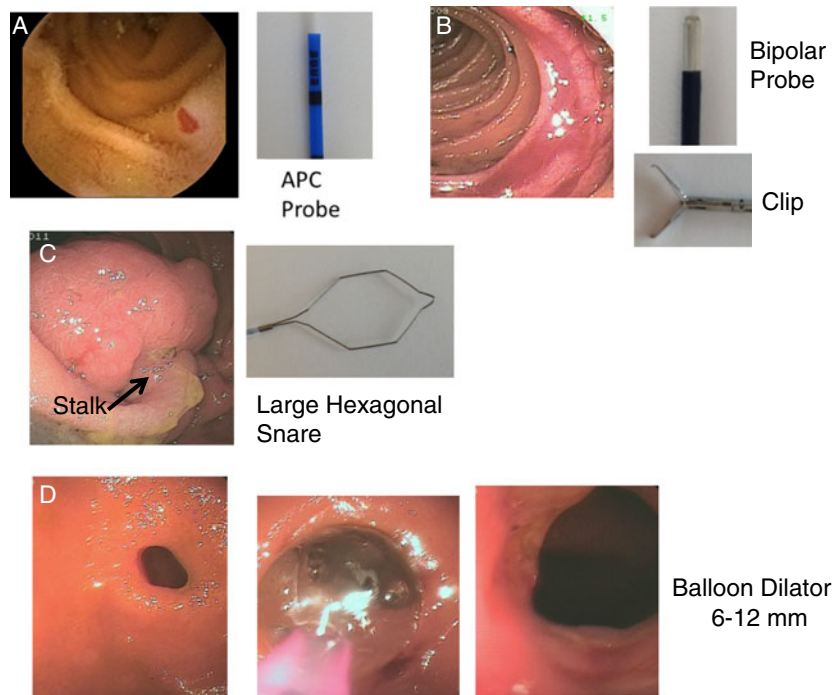 A
APC
Probe
B
Bipolar
Probe
Clip
C
Stalk
Large Hexagonal
Snare
D
Balloon Dilator
6-12 mm